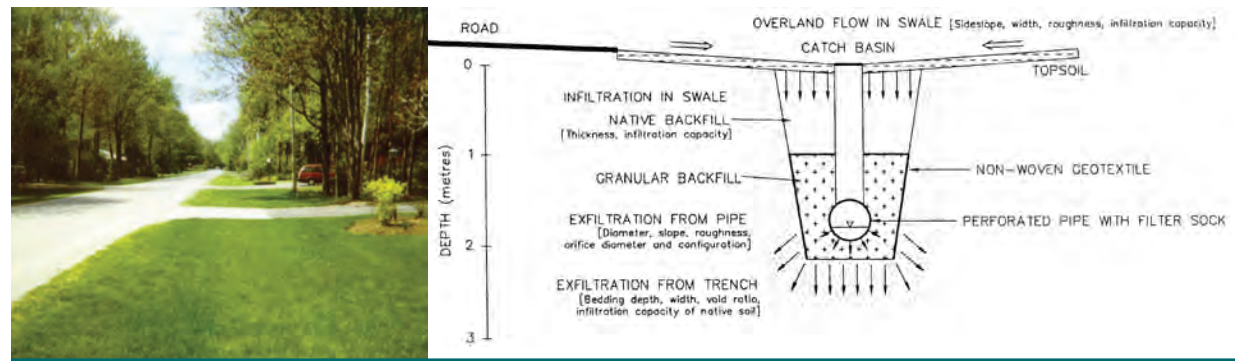 ROAD
OVERLAND FLOW IN SWALE [Sideslope, width, roughness, infiltration capacity]
CATCH BASIN
TOPSOIL
0
INFILTRATION IN SWALE
NATIVE BACKFILL
[Thickness, infiltration capacity]
1
GRANULAR BACKFILL
NON-WOVEN GEOTEXTILE
DEPTH (metres)
EXFILTRATION FROM PIPE
[Diameter, slope, roughness,
orifice diameter and configuration]
PERFORATED PIPE WITH FILTER SOCK
2
EXFILTRATION FROM TRENCH
[Bedding depth, width, void ratio,
infiltration capacity of native soil]
3